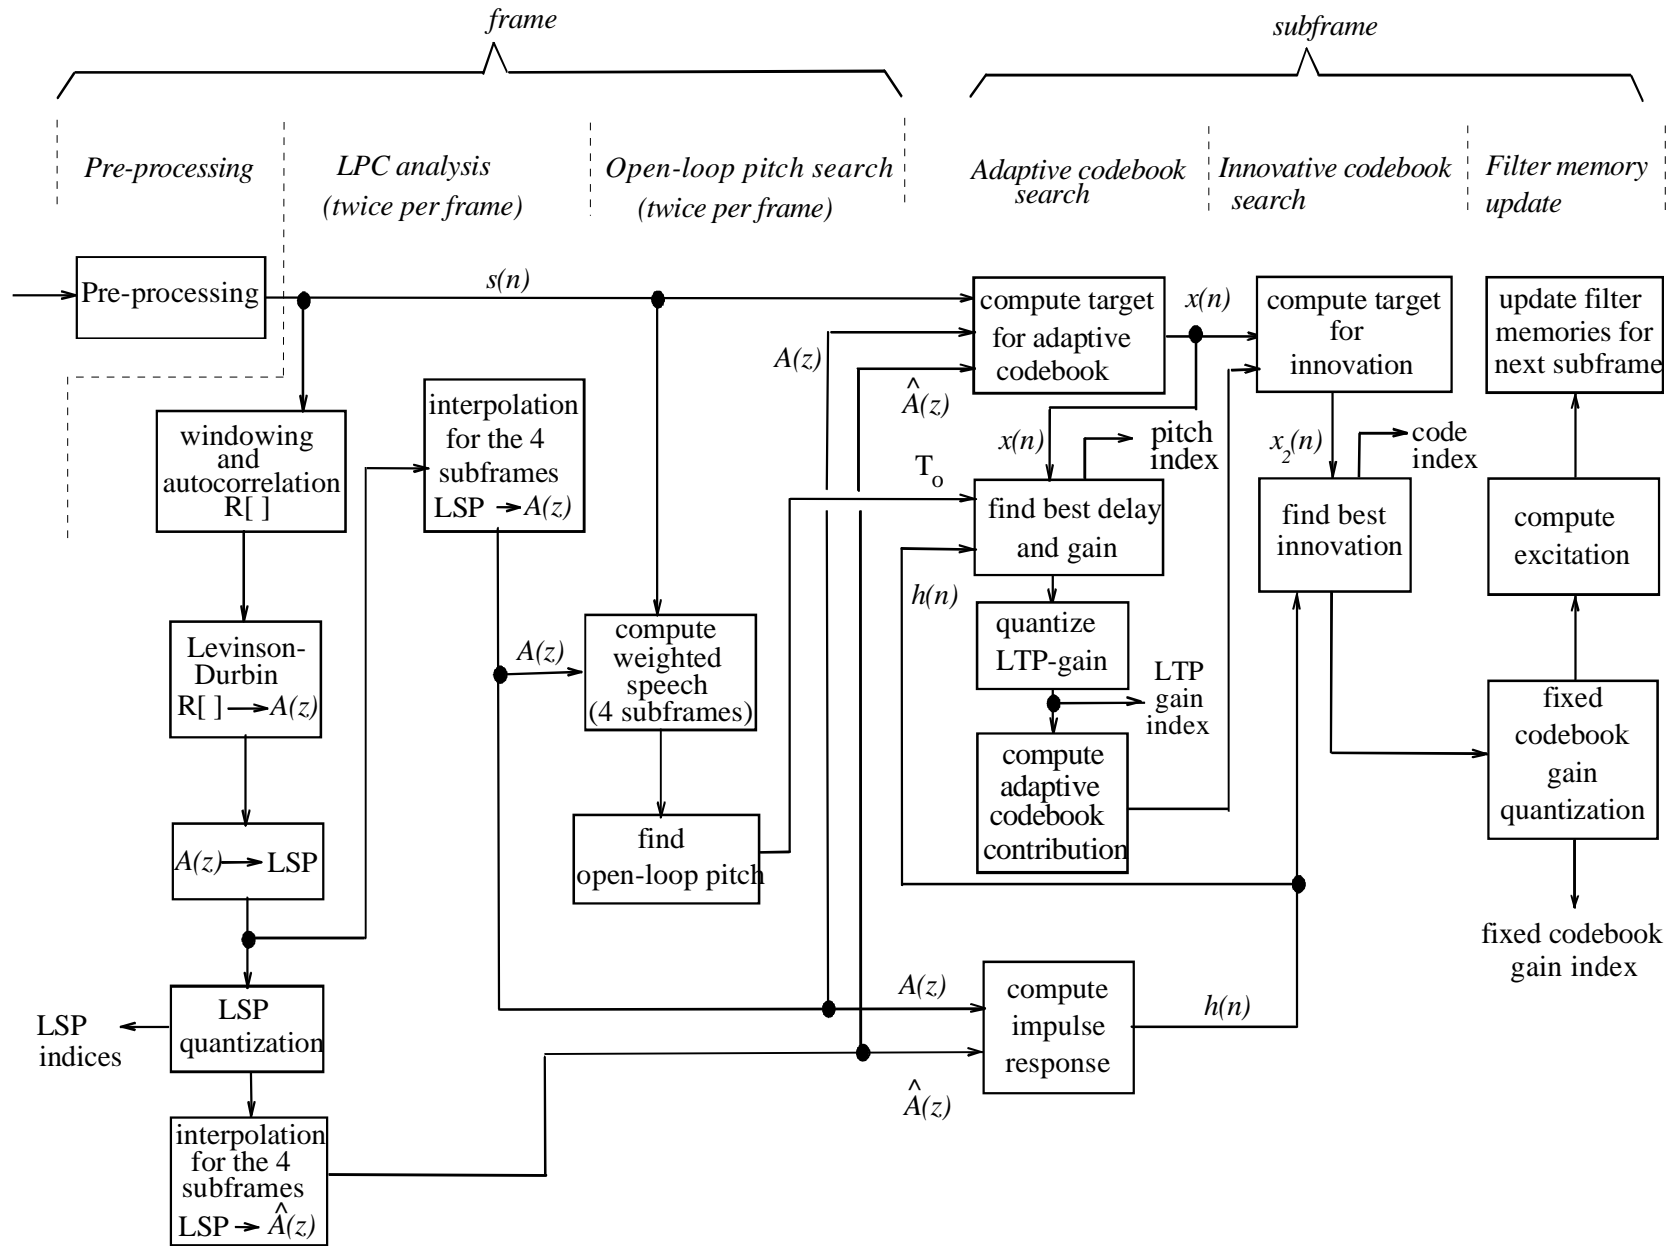 frame
subframe
Pre-processing
LPC analysis
(twice per frame)
Open-loop pitch search
(twice per frame)
Adaptive codebook
search
Innovative codebook
search
Filter memory
update
Pre-processing
s(n)
windowing
and
autocorrelation
R[ ]
Levinson-
Durbin
R[ ] → A(z)
A(z) → LSP
LSP
quantization
LSP
indices
interpolation
for the 4
subframes
LSP → Â(z)
interpolation
for the 4
subframes
LSP → A(z)
A(z)
compute
weighted
speech
(4 subframes)
find
open-loop pitch
T₀
A(z)
Â(z)
compute target
for adaptive
codebook
x(n)
x(n)
pitch
index
find best delay
and gain
h(n)
quantize
LTP-gain
LTP
gain
index
compute
adaptive
codebook
contribution
A(z)
Â(z)
compute
impulse
response
h(n)
compute target
for
innovation
x₂(n)
code
index
find best
innovation
update filter
memories for
next subframe
compute
excitation
fixed
codebook
gain
quantization
fixed codebook
gain index